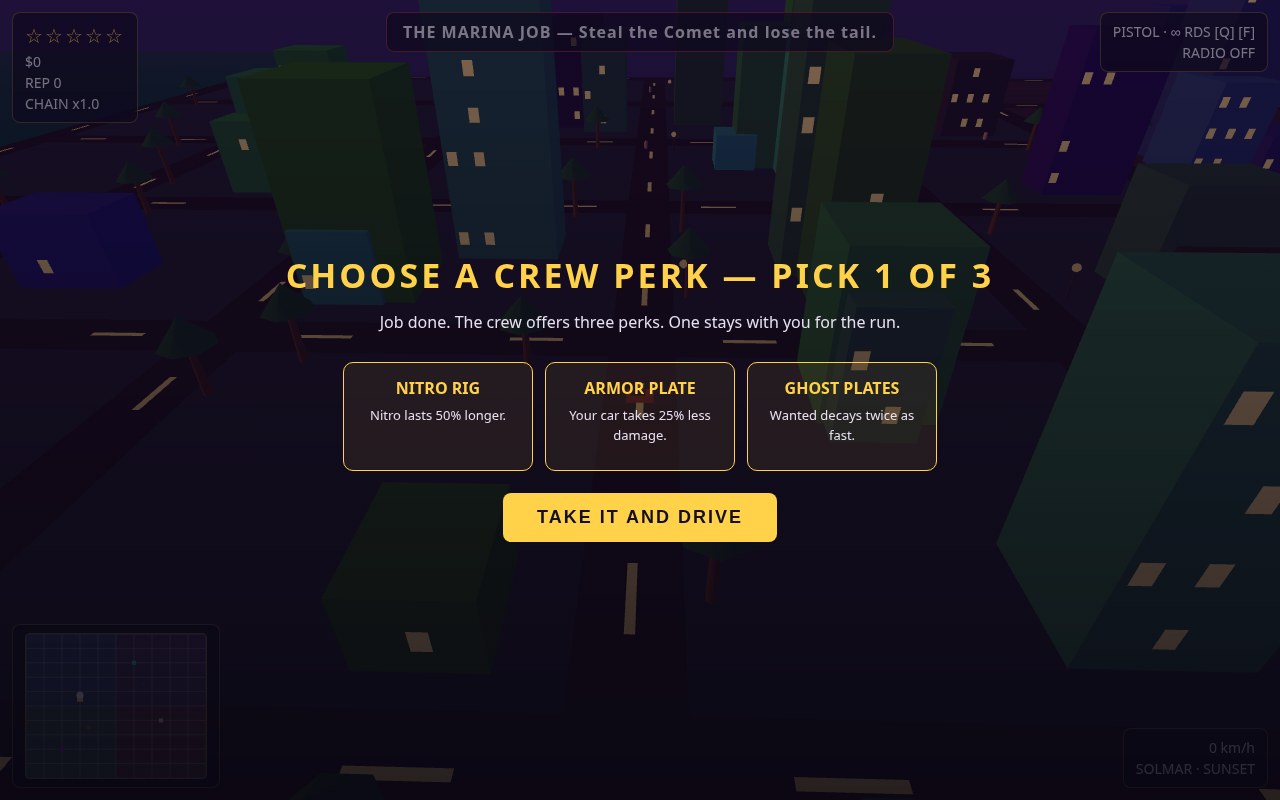 ☆☆☆☆☆
$0
REP 0
CHAIN x1.0
THE MARINA JOB — Steal the Comet and lose the tail.
PISTOL · ∞ RDS [Q] [F]
RADIO OFF
CHOOSE A CREW PERK — PICK 1 OF 3
Job done. The crew offers three perks. One stays with you for the run.
NITRO RIG
Nitro lasts 50% longer.
ARMOR PLATE
Your car takes 25% less
damage.
GHOST PLATES
Wanted decays twice as
fast.
TAKE IT AND DRIVE
0 km/h
SOLMAR · SUNSET